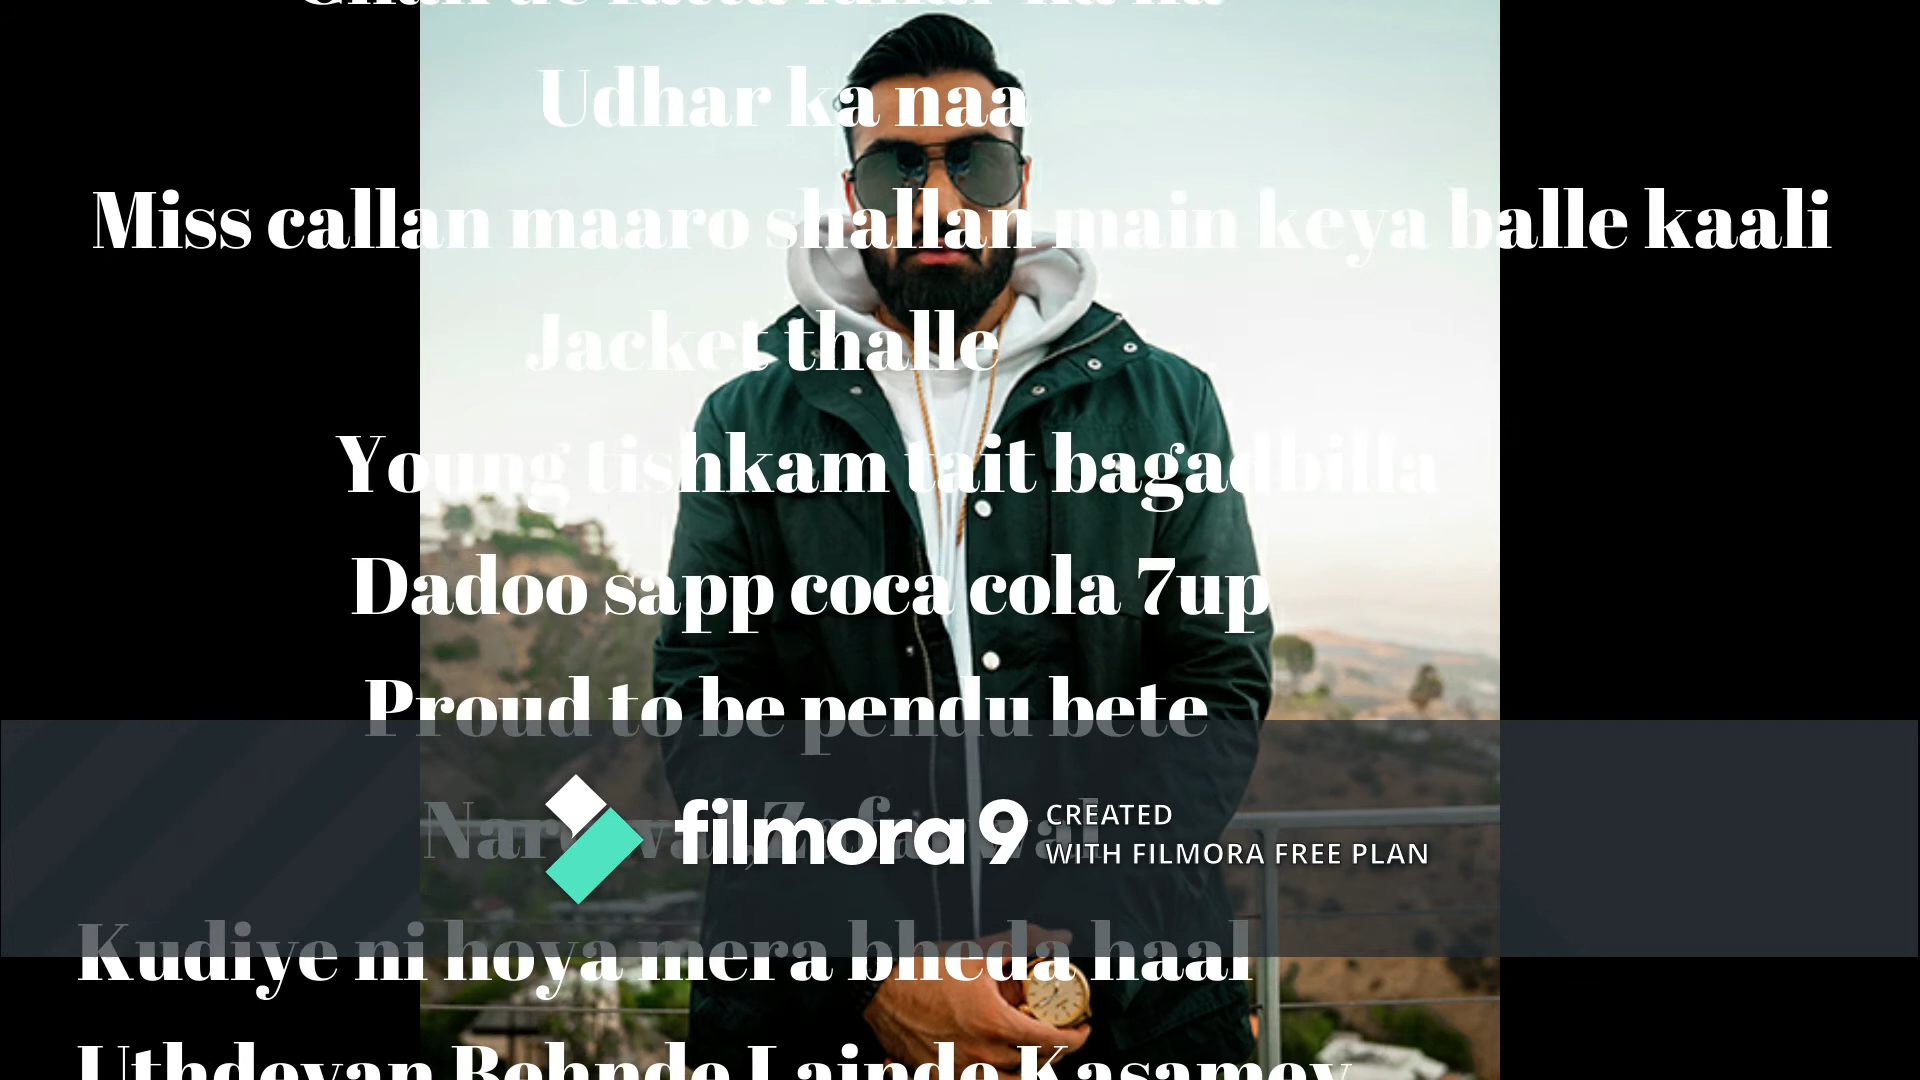 Udhar ka naa
Miss callan maaro shallan main keya balle kaali
Jacket thalle
Young tishkam tait bagadbilla
Dadoo sapp coca cola 7up
Proud to be pendu bete
filmora9 CREATED
WITH FILMORA FREE PLAN
Kudiye ni hoya mera bheda haal
Uthdeyan Behnde Lainde Kasamey